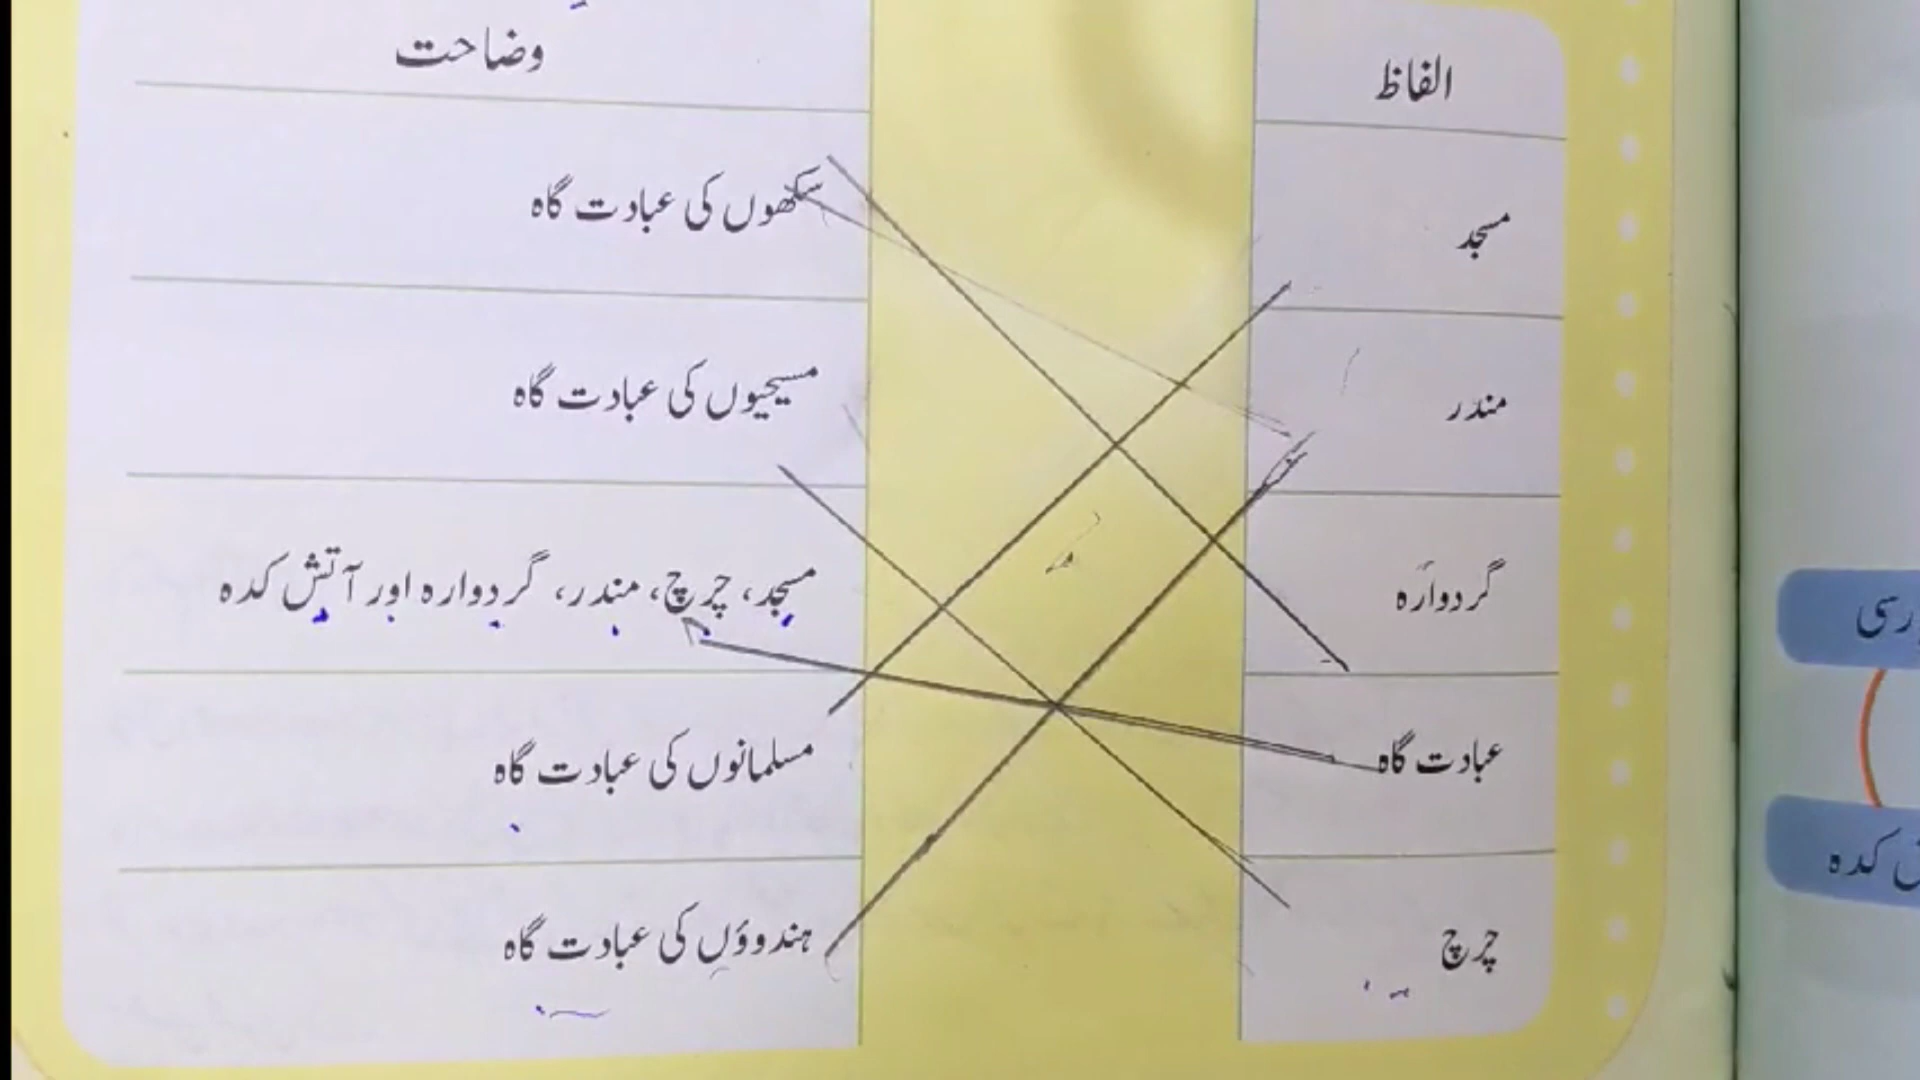 الفاظ
وضاحت
مسجد
سکھوں کی عبادت گاہ
مندر
مسیحیوں کی عبادت گاہ
گردوارہ
مسجد، چرچ، مندر، گردوارہ اور آتش کدہ
عبادت گاہ
مسلمانوں کی عبادت گاہ
چرچ
ہندوؤں کی عبادت گاہ
کدہ